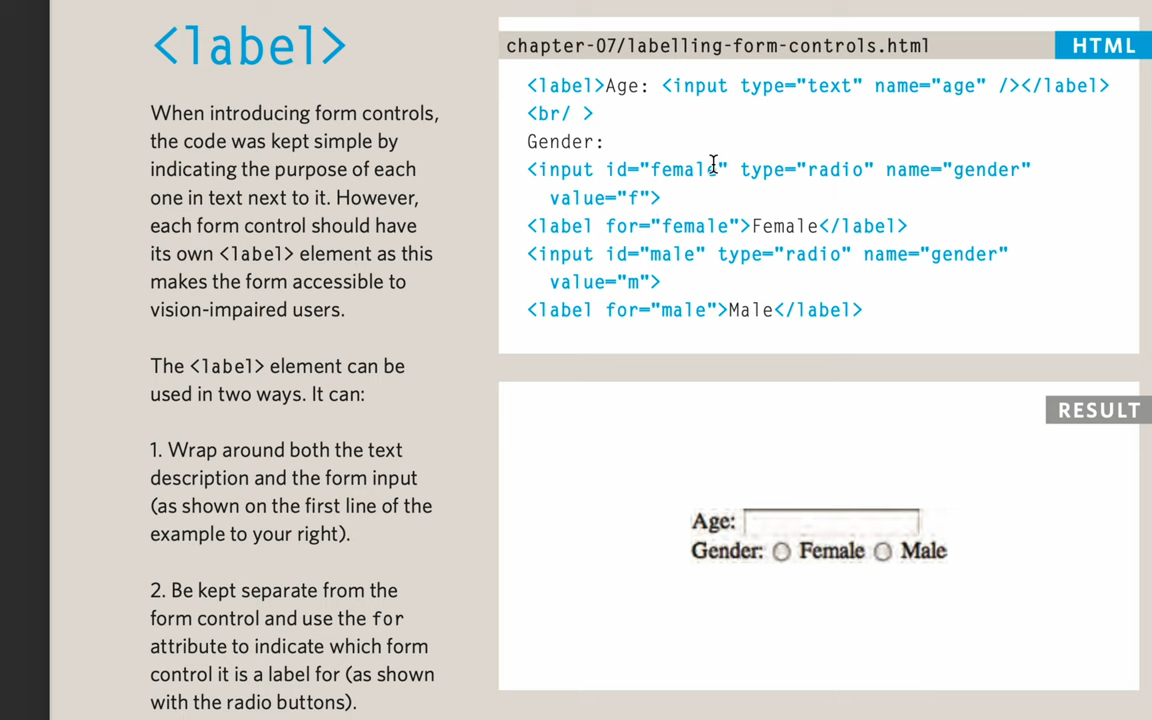 <label>
When introducing form controls,
the code was kept simple by
indicating the purpose of each
one in text next to it. However,
each form control should have
its own <label> element as this
makes the form accessible to
vision-impaired users.
The <label> element can be
used in two ways. It can:
1. Wrap around both the text
description and the form input
(as shown on the first line of the
example to your right).
2. Be kept separate from the
form control and use the for
attribute to indicate which form
control it is a label for (as shown
with the radio buttons).
chapter-07/labelling-form-controls.html
HTML
<label>Age: <input type="text" name="age" /></label>
<br/ >
Gender:
<input id="female" type="radio" name="gender"
value="f">
<label for="female">Female</label>
<input id="male" type="radio" name="gender"
value="m">
<label for="male">Male</label>
RESULT
Age:
Gender: Female Male